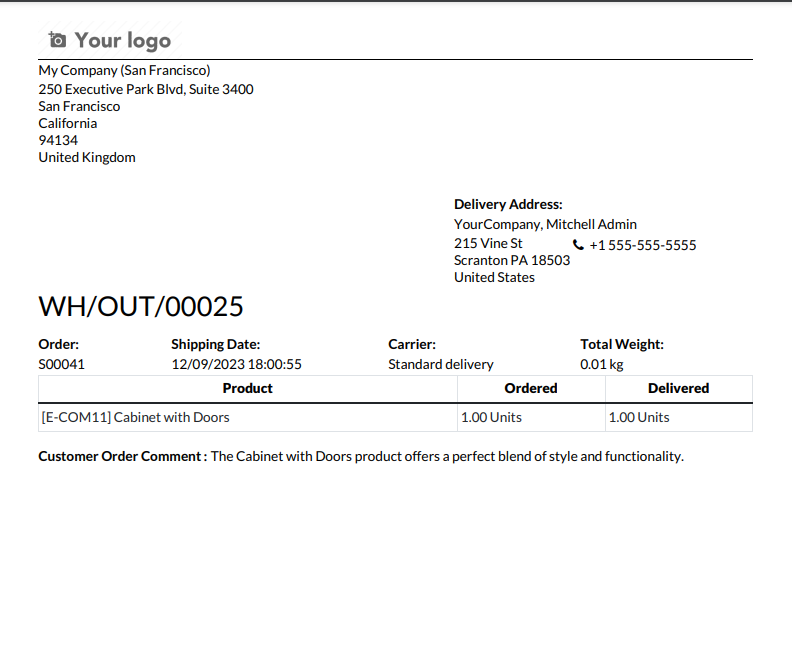 Your logo
My Company (San Francisco)
250 Executive Park Blvd, Suite 3400
San Francisco
California
94134
United Kingdom
Delivery Address:
YourCompany, Mitchell Admin
215 Vine St +1 555-555-5555
Scranton PA 18503
United States
WH/OUT/00025
Order: Shipping Date: Carrier: Total Weight:
S00041 12/09/2023 18:00:55 Standard delivery 0.01 kg
Product Ordered Delivered
[E-COM11] Cabinet with Doors 1.00 Units 1.00 Units
Customer Order Comment : The Cabinet with Doors product offers a perfect blend of style and functionality.